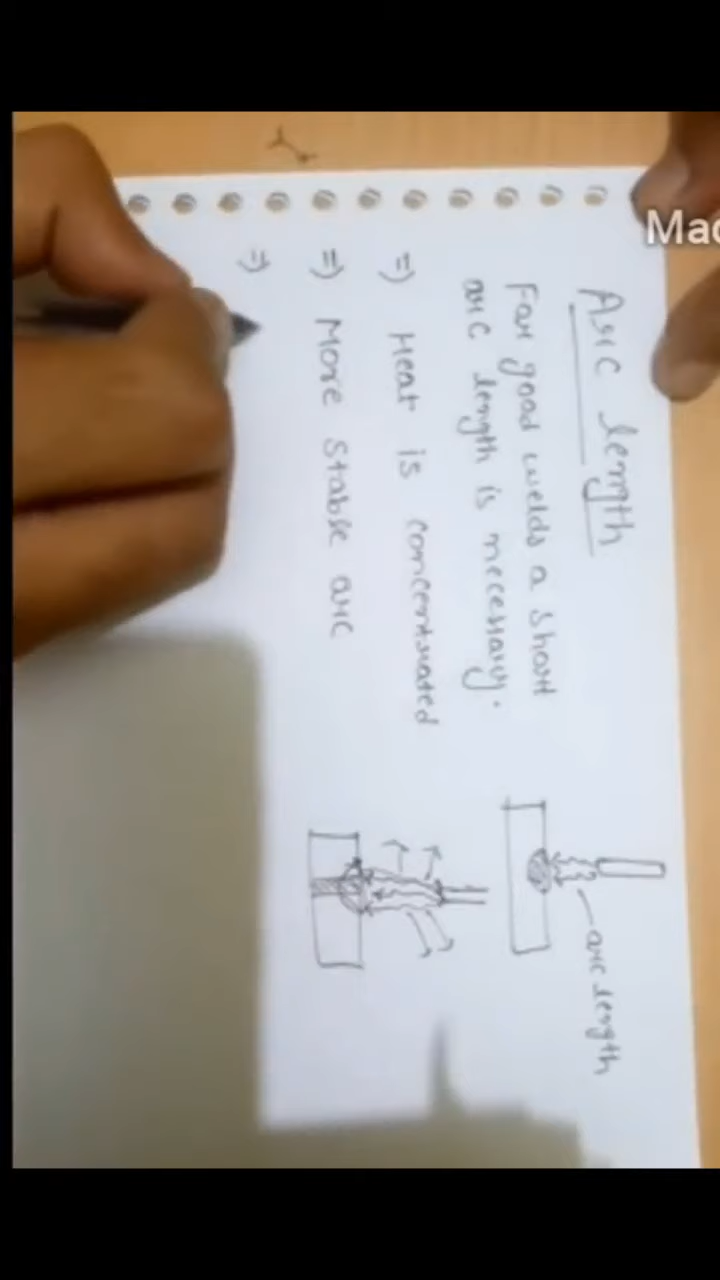 Arc length
For good welds a short
arc length is necessary.
=) Heat is concentrated
=) More stable arc
=)
arc length
Mac